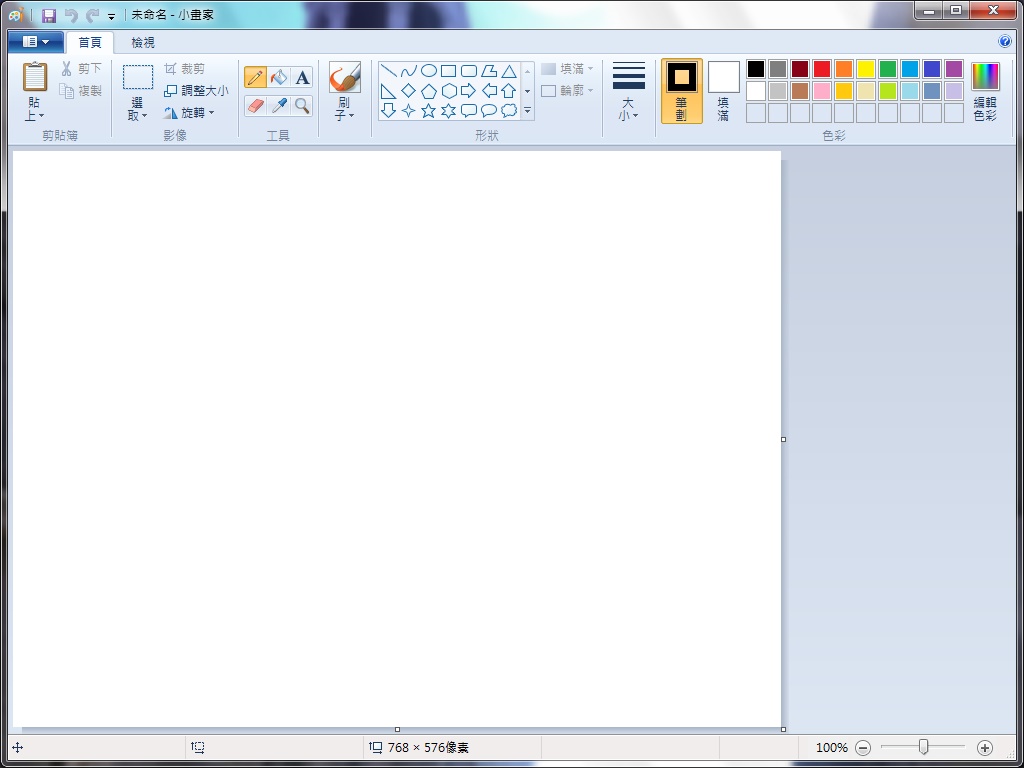 未命名 - 小畫家
首頁
檢視
貼上
剪下
複製
剪貼簿
選取
裁剪
調整大小
旋轉
影像
A
工具
刷子
形狀
填滿
輪廓
大小
筆劃
填滿
色彩
編輯色彩
768 × 576像素
100%